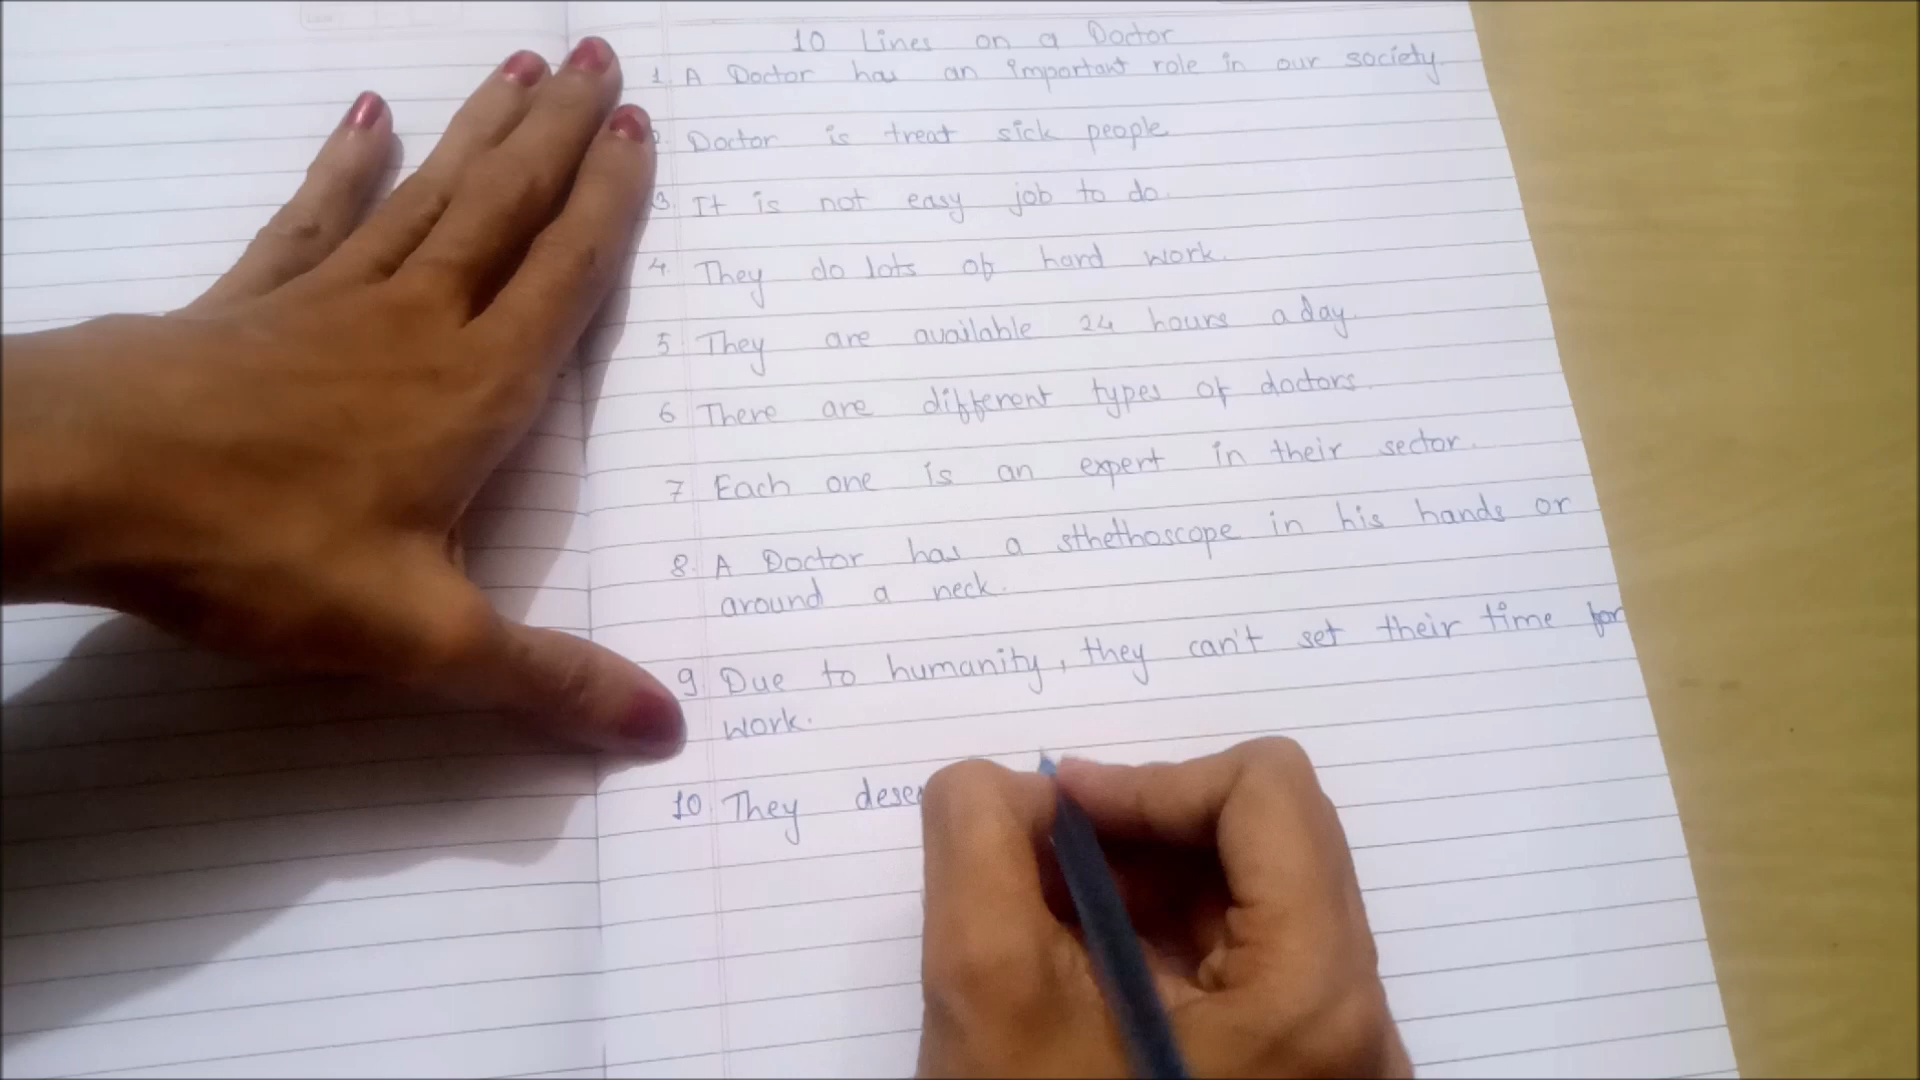 10 Lines on a Doctor
1. A Doctor has an important role in our society.
2. Doctor is treat sick people
3. It is not easy job to do.
4. They do lots of hard work.
5 They are available 24 hours a day.
6 There are different types of doctors.
7 Each one is an expert in their sector.
8. A Doctor has a sthethoscope in his hands or
around a neck.
9 Due to humanity, they can't set their time for
work.
10 They